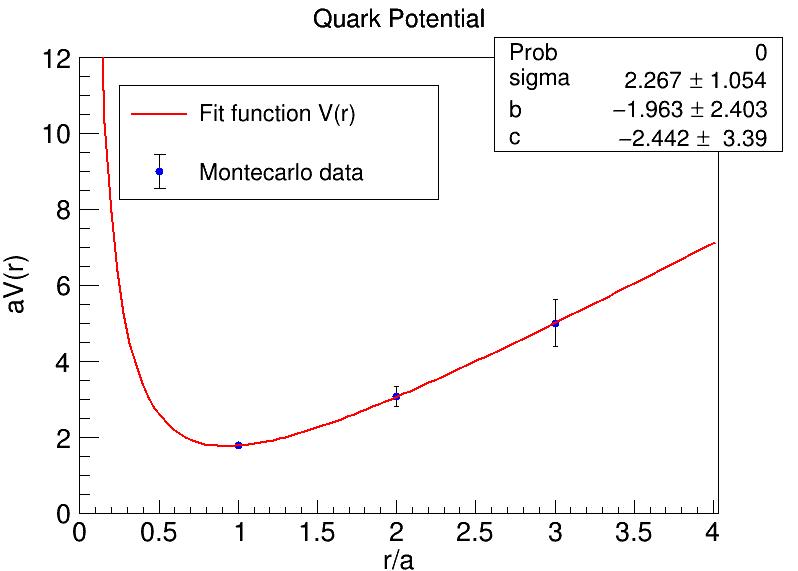 Quark Potential
Prob 0
sigma 2.267 ± 1.054
b −1.963 ± 2.403
c −2.442 ± 3.39
Fit function V(r)
Montecarlo data
aV(r)
12
10
8
6
4
2
0
0 0.5 1 1.5 2 2.5 3 3.5 4
r/a